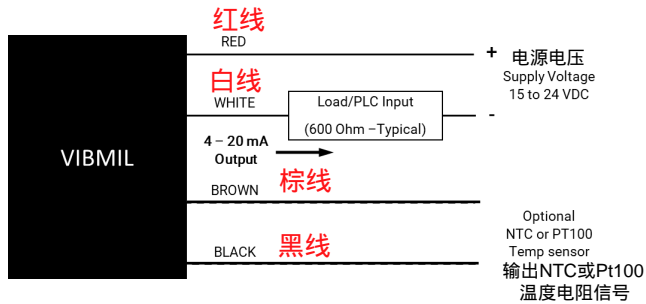 红线
RED
+
电源电压
Supply Voltage
15 to 24 VDC
白线
WHITE
Load/PLC Input
(600 Ohm –Typical)
-
4 – 20 mA
Output
VIBMIL
BROWN
棕线
Optional
NTC or PT100
Temp sensor
BLACK
黑线
输出NTC或Pt100
温度电阻信号